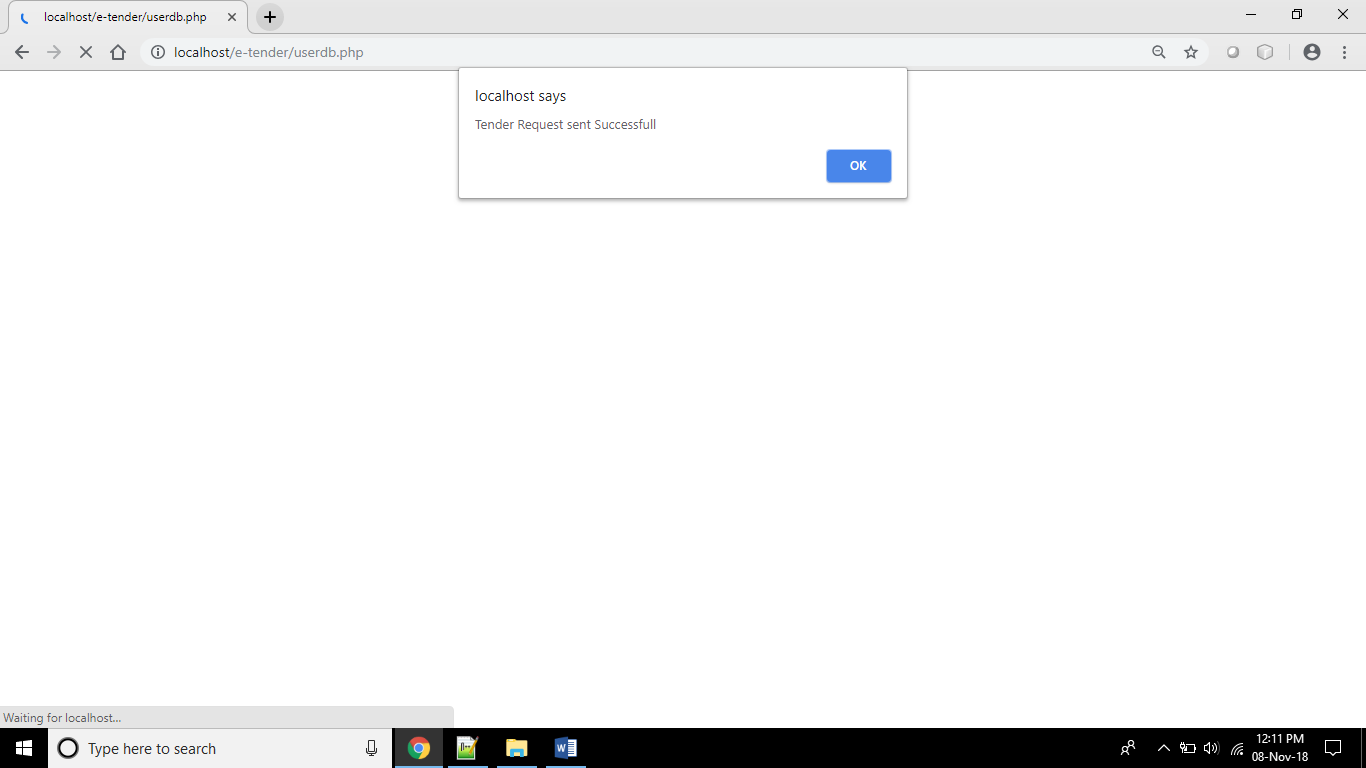 localhost/e-tender/userdb.php
localhost/e-tender/userdb.php
localhost says
Tender Request sent Successfull
OK
Waiting for localhost...
Type here to search
12:11 PM
08-Nov-18